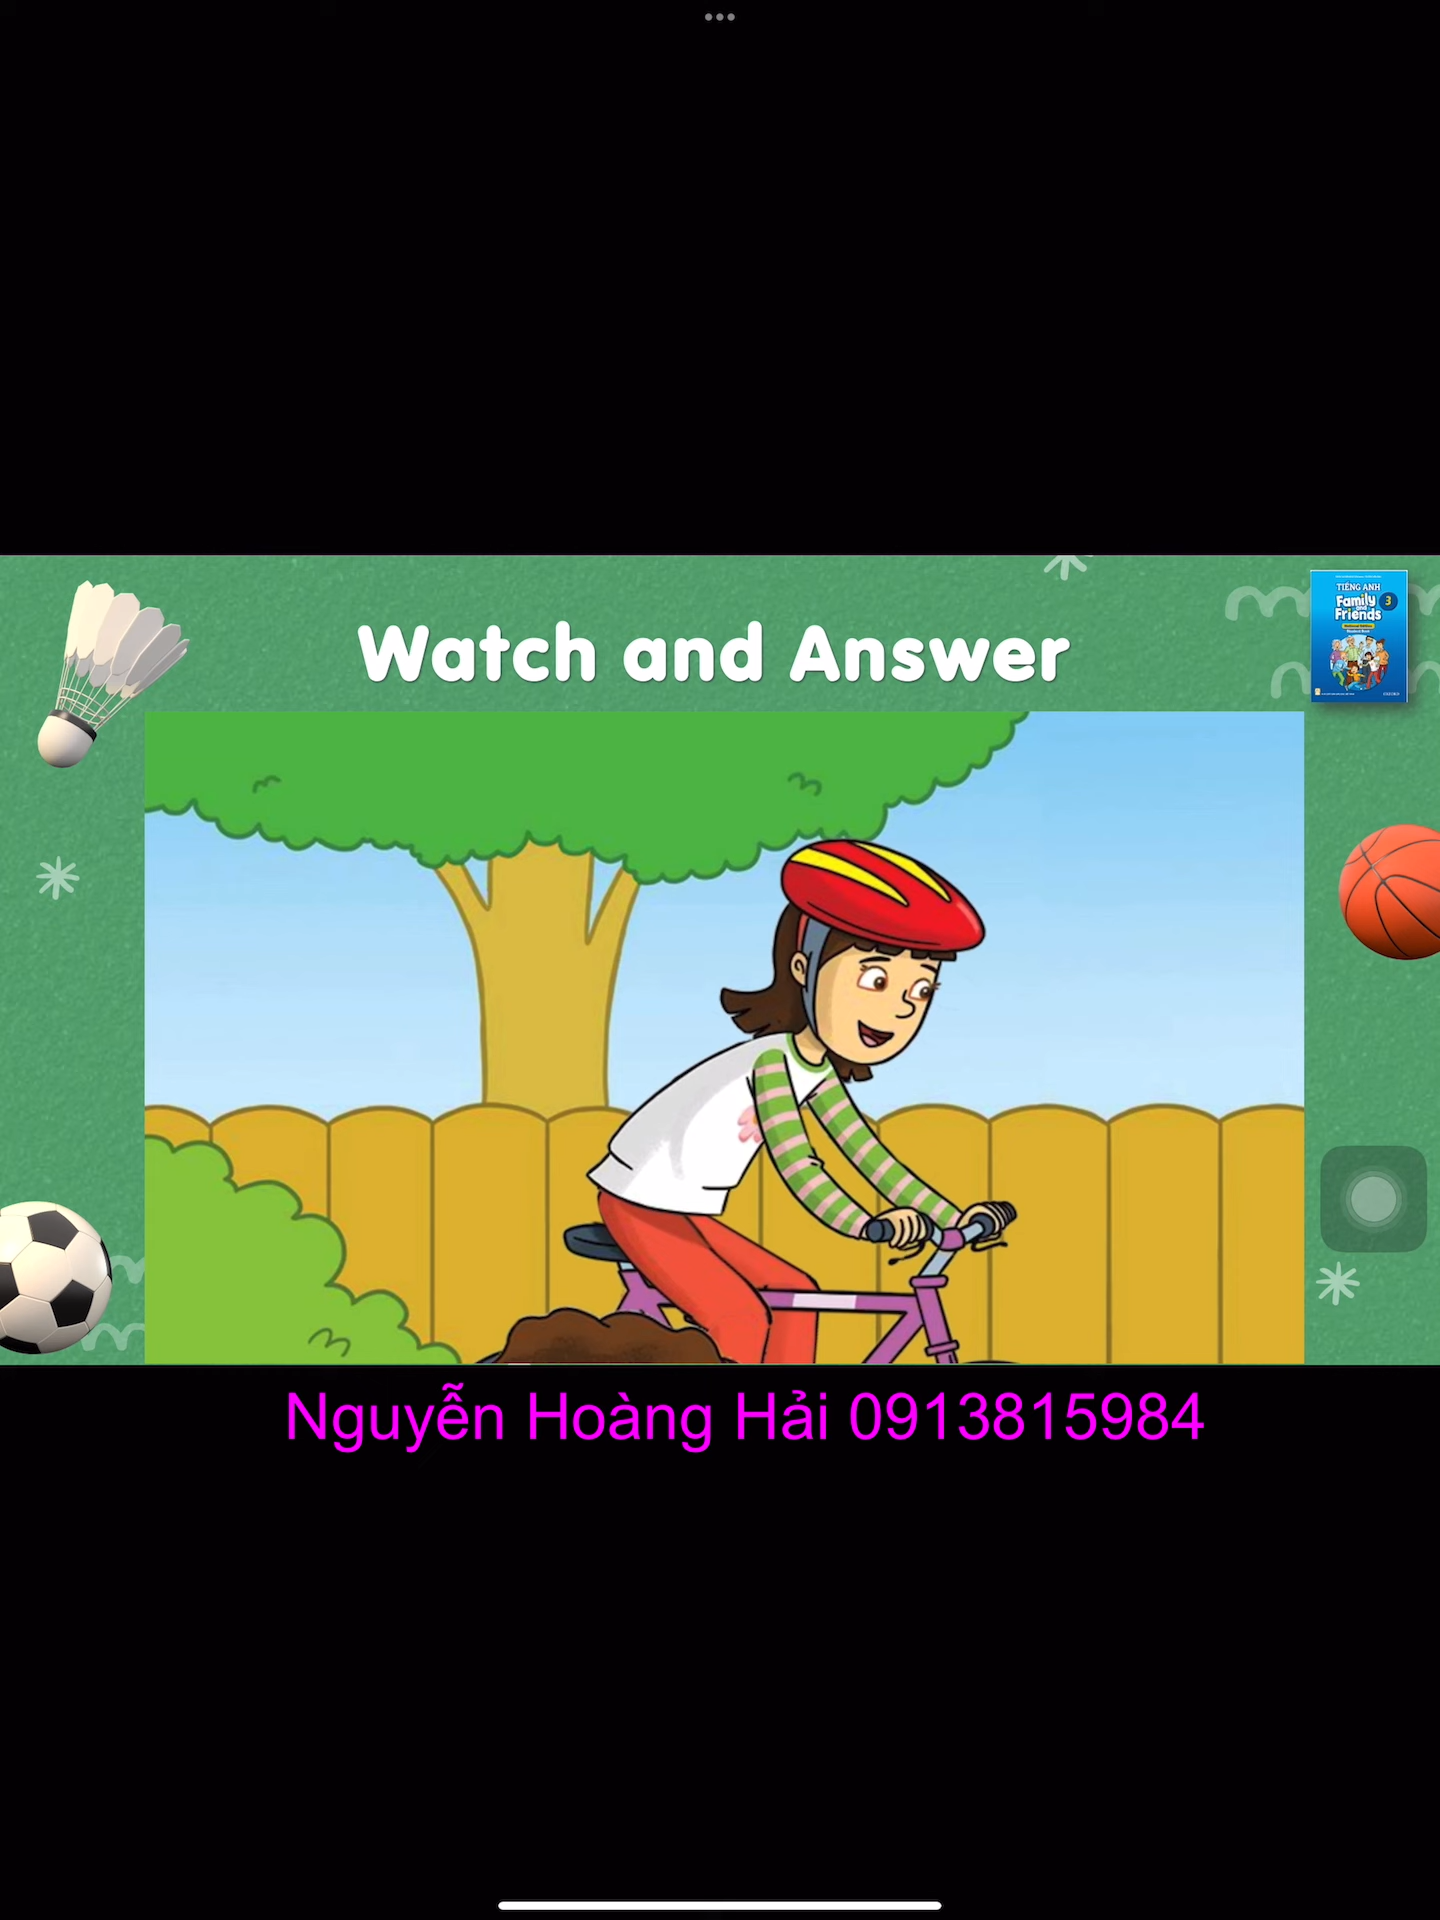 Watch and Answer
TIẾNG ANH
Family and
Friends
3
Nguyễn Hoàng Hải 0913815984